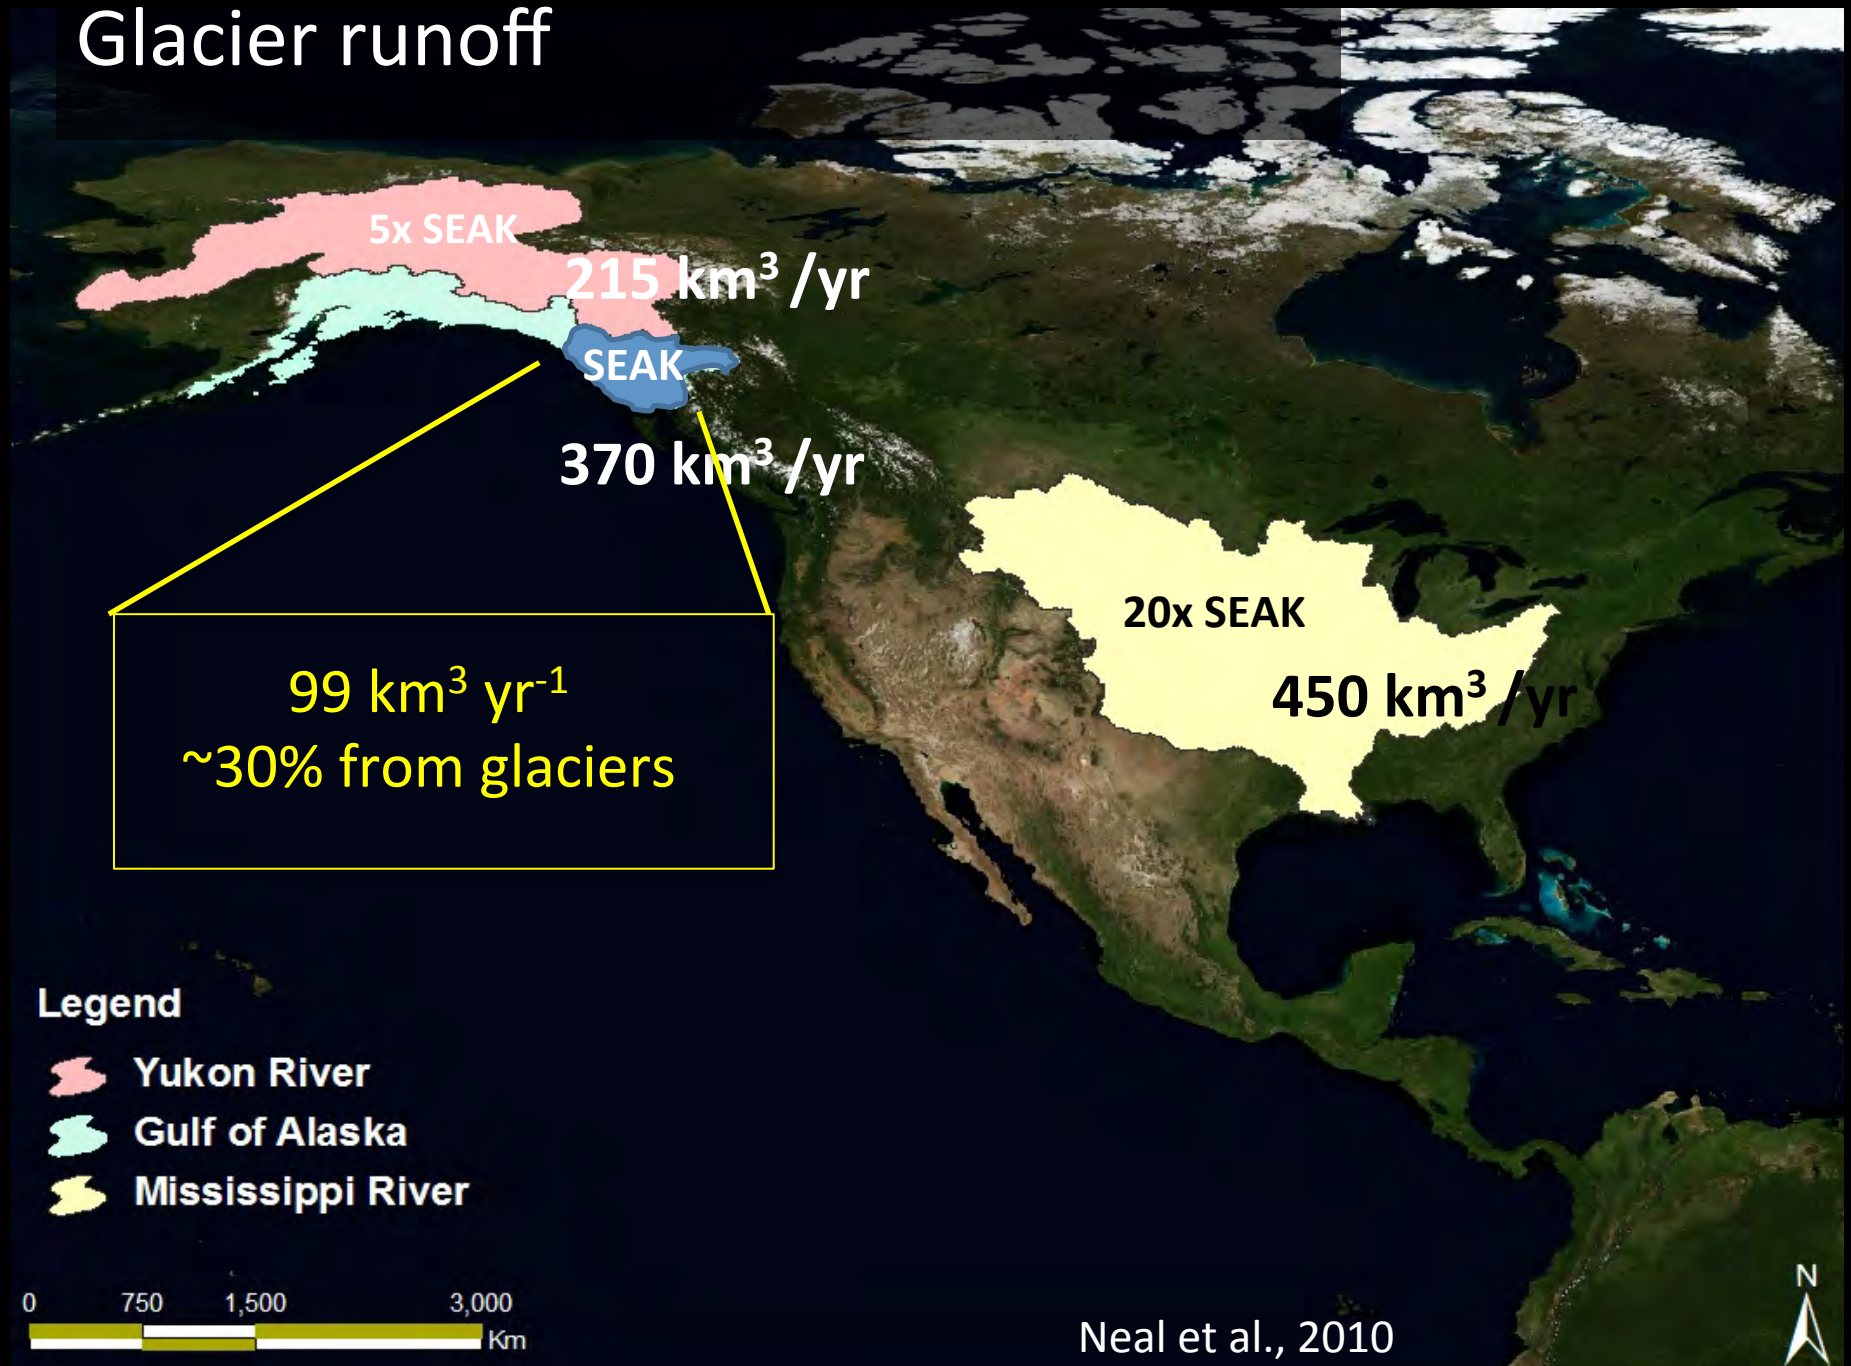 Glacier runoff
5x SEAK
215 km³ /yr
SEAK
370 km³ /yr
20x SEAK
450 km³ /yr
99 km³ yr⁻¹
~30% from glaciers
Legend
Yukon River
Gulf of Alaska
Mississippi River
0 750 1,500 3,000
Km
Neal et al., 2010
N